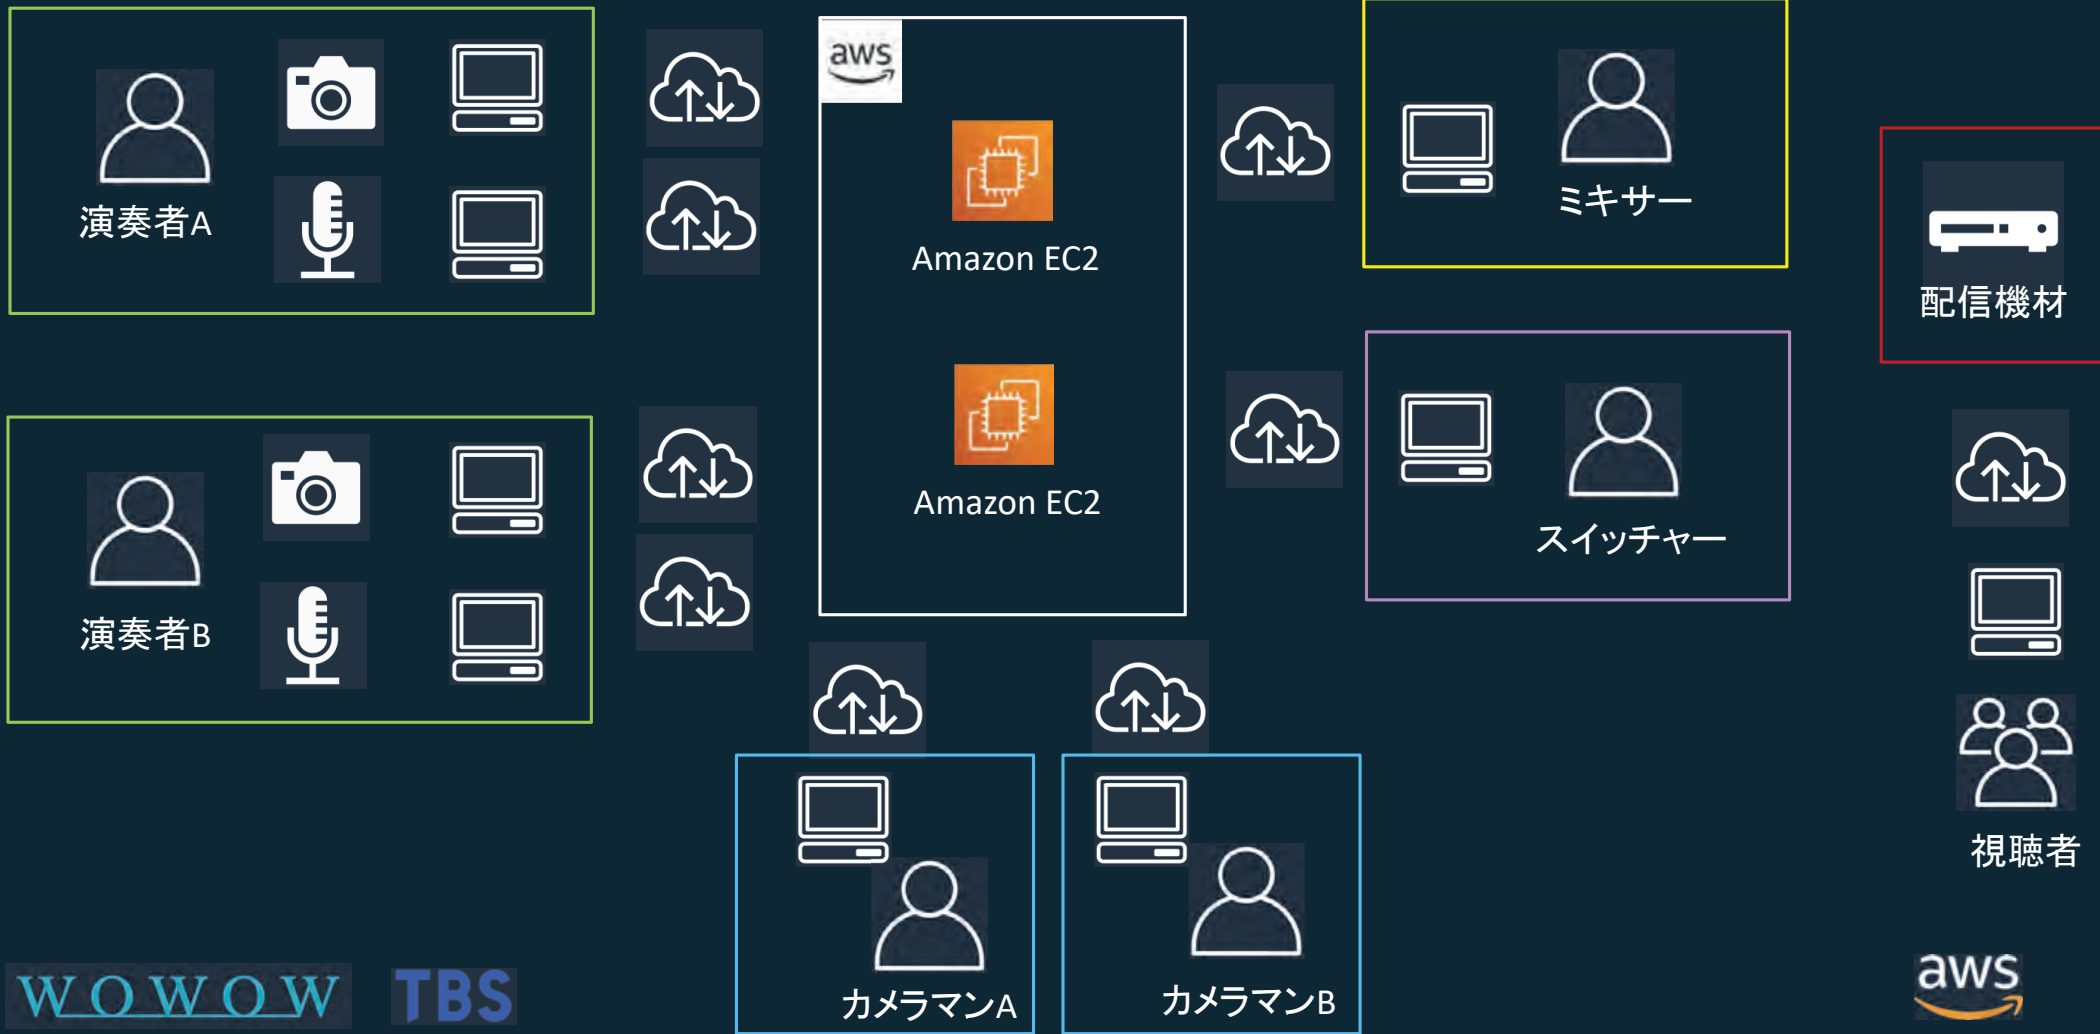 演奏者A
aws
Amazon EC2
ミキサー
配信機材
演奏者B
Amazon EC2
スイッチャー
視聴者
カメラマンA
カメラマンB
WOWOW
TBS
aws